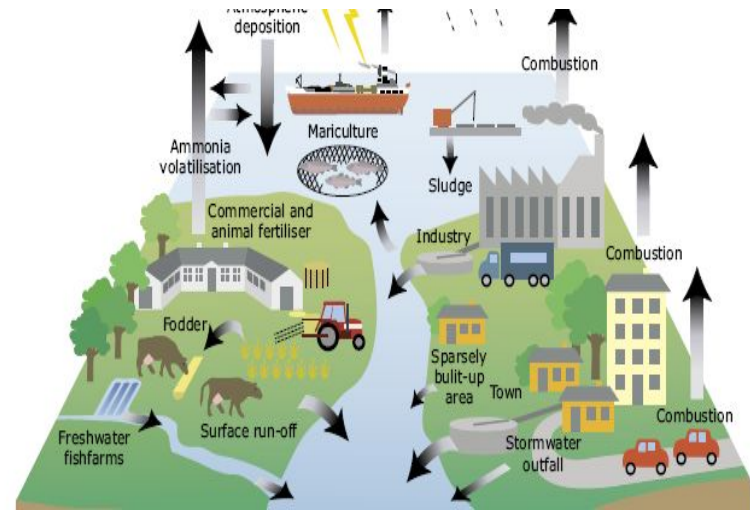 Atmospheric
deposition
Combustion
Mariculture
Ammonia
volatilisation
Sludge
Commercial and
animal fertiliser
Industry
Combustion
Fodder
Sparsely
bulit-up
area
Town
Combustion
Freshwater
fishfarms
Surface run-off
Stormwater
outfall